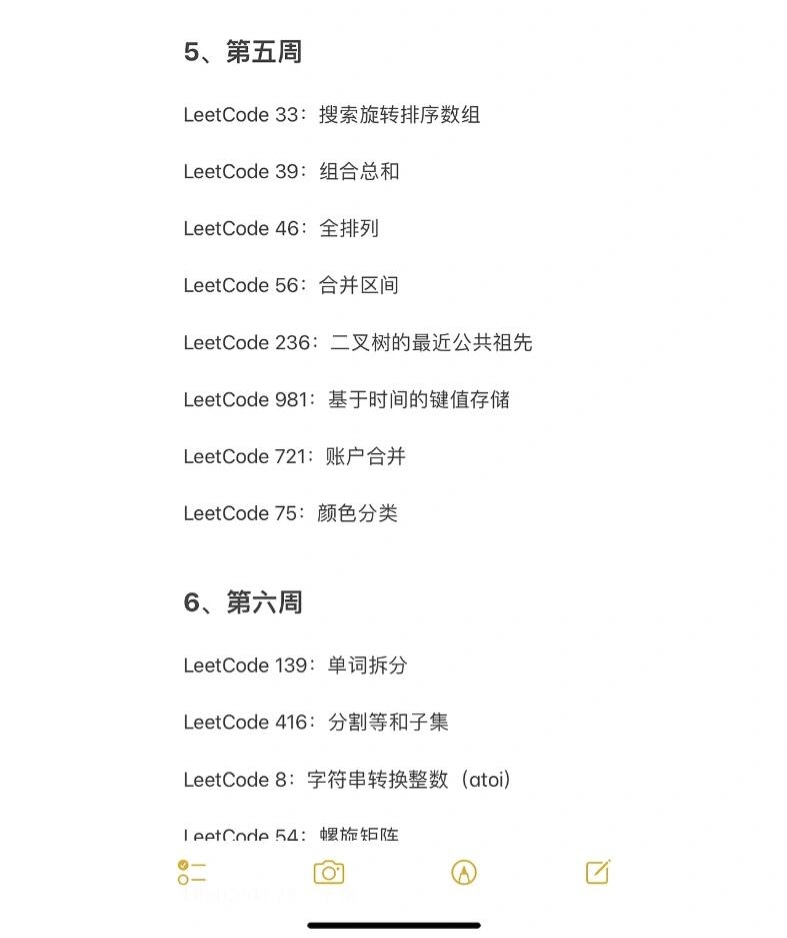 5、第五周
LeetCode 33：搜索旋转排序数组
LeetCode 39：组合总和
LeetCode 46：全排列
LeetCode 56：合并区间
LeetCode 236：二叉树的最近公共祖先
LeetCode 981：基于时间的键值存储
LeetCode 721：账户合并
LeetCode 75：颜色分类
6、第六周
LeetCode 139：单词拆分
LeetCode 416：分割等和子集
LeetCode 8：字符串转换整数（atoi）
LeetCode 54：螺旋矩阵